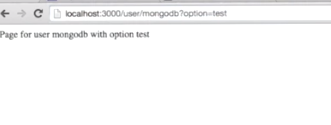 localhost:3000/user/mongodb?option=test
Page for user mongodb with option test